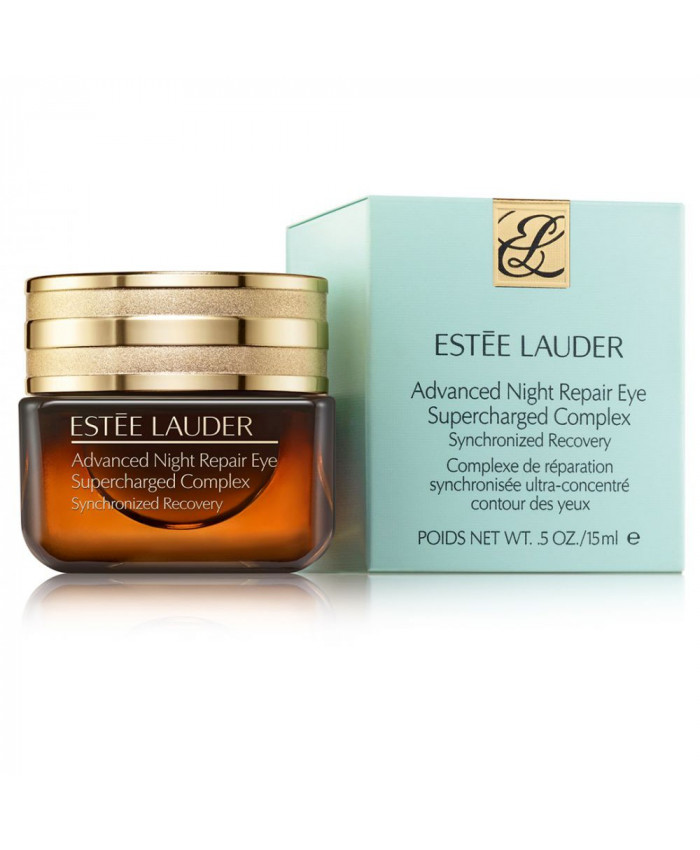 ESTĒE LAUDER
Advanced Night Repair Eye
Supercharged Complex
Synchronized Recovery
EL
ESTĒE LAUDER
Advanced Night Repair Eye
Supercharged Complex
Synchronized Recovery
Complexe de réparation
synchronisée ultra-concentré
contour des yeux
POIDS NET WT. .5 OZ./15ml ℮